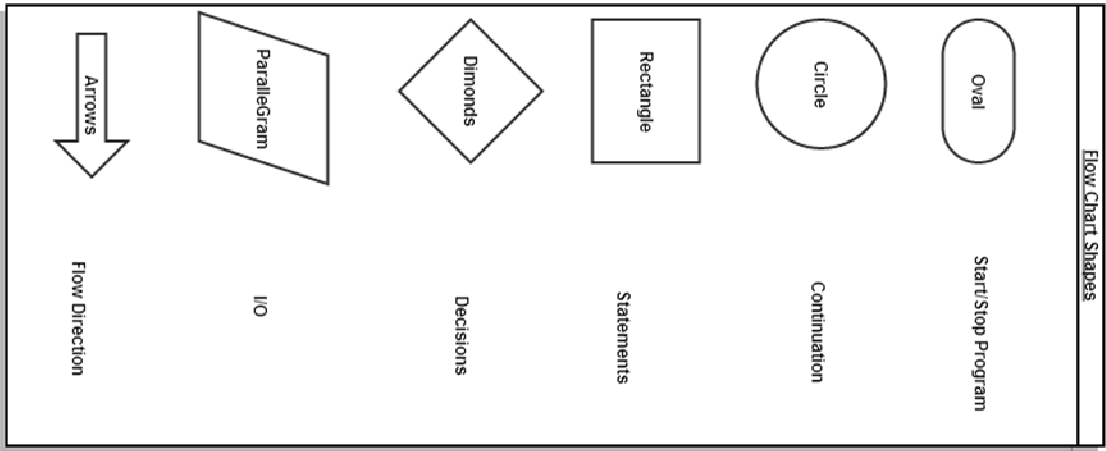 Flow Chart Shapes
Oval
Start/Stop Program
Circle
Continuation
Rectangle
Statements
Dimonds
Decisions
ParalleGram
I/O
Arrows
Flow Direction